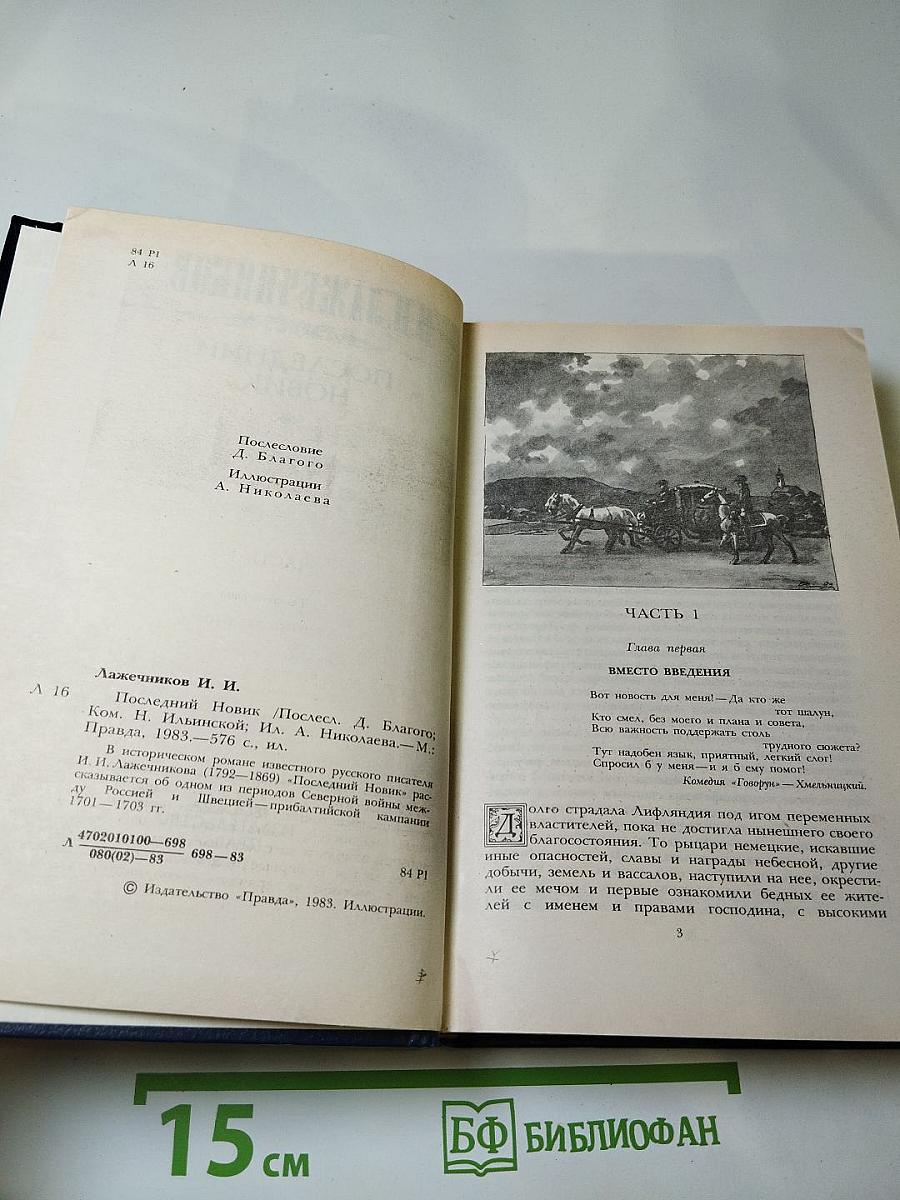 84 Р1
Л 16
Послесловие
Д. Благого
Иллюстрации
А. Николаева
Лажечников И. И.
Л 16
Последний Новик /Послесл. Д. Благого;
Ком. Н. Ильинской; Ил. А. Николаева.—М.:
Правда, 1983.—576 с., ил.
В историческом романе известного русского писателя
И. И. Лажечникова (1792—1869) "Последний Новик" рас-
сказывается об одном из периодов Северной войны меж-
ду Россией и Швецией—прибалтийской кампании
1701—1703 гг.
Л 4702010100—698
080(02)—83
698—83
84 Р1
© Издательство «Правда», 1983. Иллюстрации.
ЧАСТЬ 1
Глава первая
ВМЕСТО ВВЕДЕНИЯ
Вот новость для меня!—Да кто же
тот шалун,
Кто смел, без моего и плана и совета,
Всю важность поддержать столь
трудного сюжета?
Тут надобен язык, приятный, легкий слог!
Спросил б у меня—и я б ему помог!
Комедия «Говорун»—Хмельницкий.
Долго страдала Лифляндия под игом переменных
властителей, пока не достигла нынешнего своего
благосостояния. То рыцари немецкие, искавшие
иные опасностей, славы и награды небесной, другие
добычи, земель и вассалов, наступили на нее, окрести-
ли ее мечом и первые ознакомили бедных ее жите-
лей с именем и правами господина, с высокими
3
15 см
БФ БИБЛИОФАН